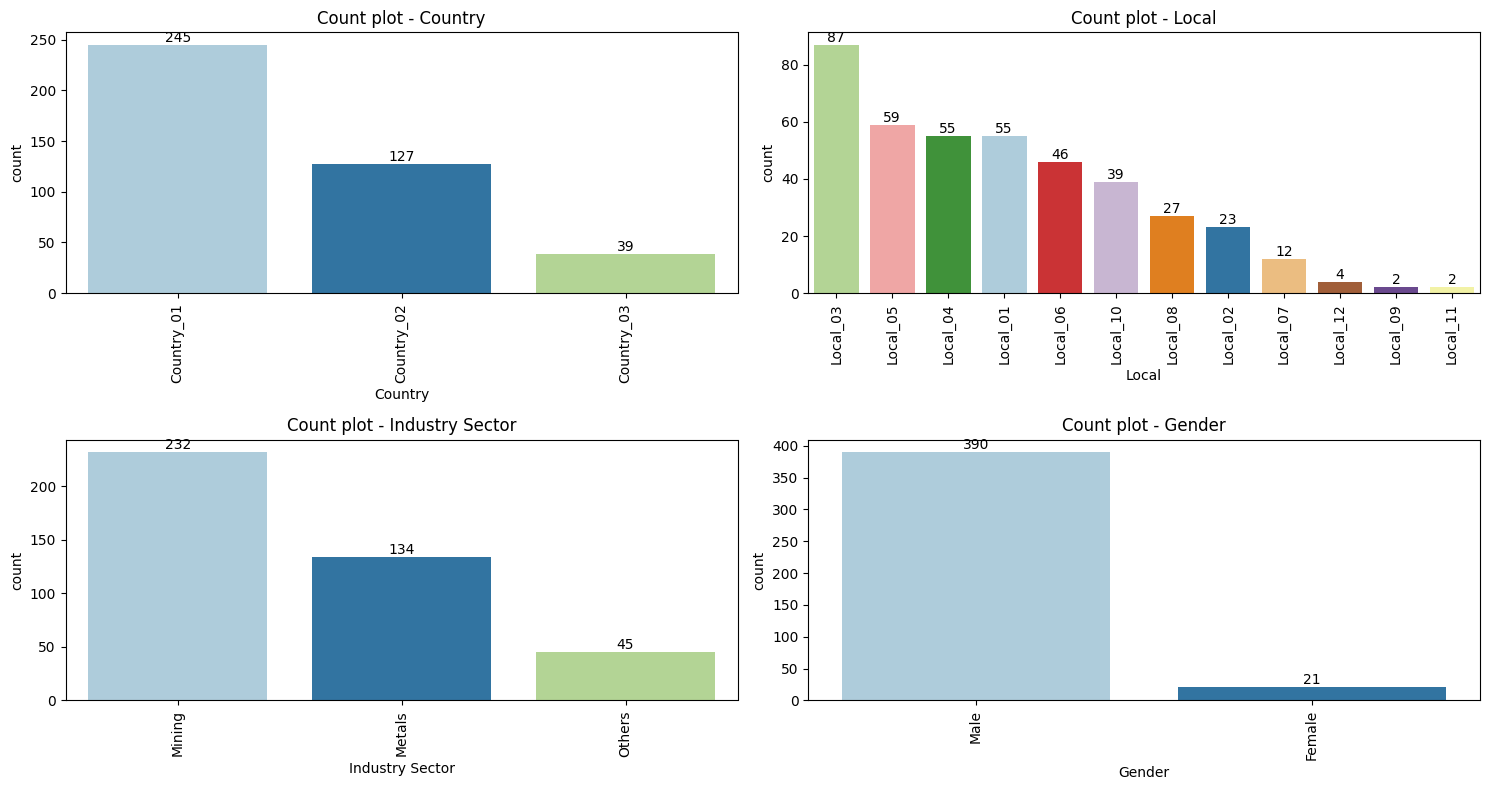 Count plot - Country
250
200
150
100
50
0
count
245
127
39
Country_01
Country_02
Country_03
Country
Count plot - Local
80
60
40
20
0
count
87
59
55
55
46
39
27
23
12
4
2
2
Local_03
Local_05
Local_04
Local_01
Local_06
Local_10
Local_08
Local_02
Local_07
Local_12
Local_09
Local_11
Local
Count plot - Industry Sector
200
150
100
50
0
count
232
134
45
Mining
Metals
Others
Industry Sector
Count plot - Gender
400
350
300
250
200
150
100
50
0
count
390
21
Male
Female
Gender